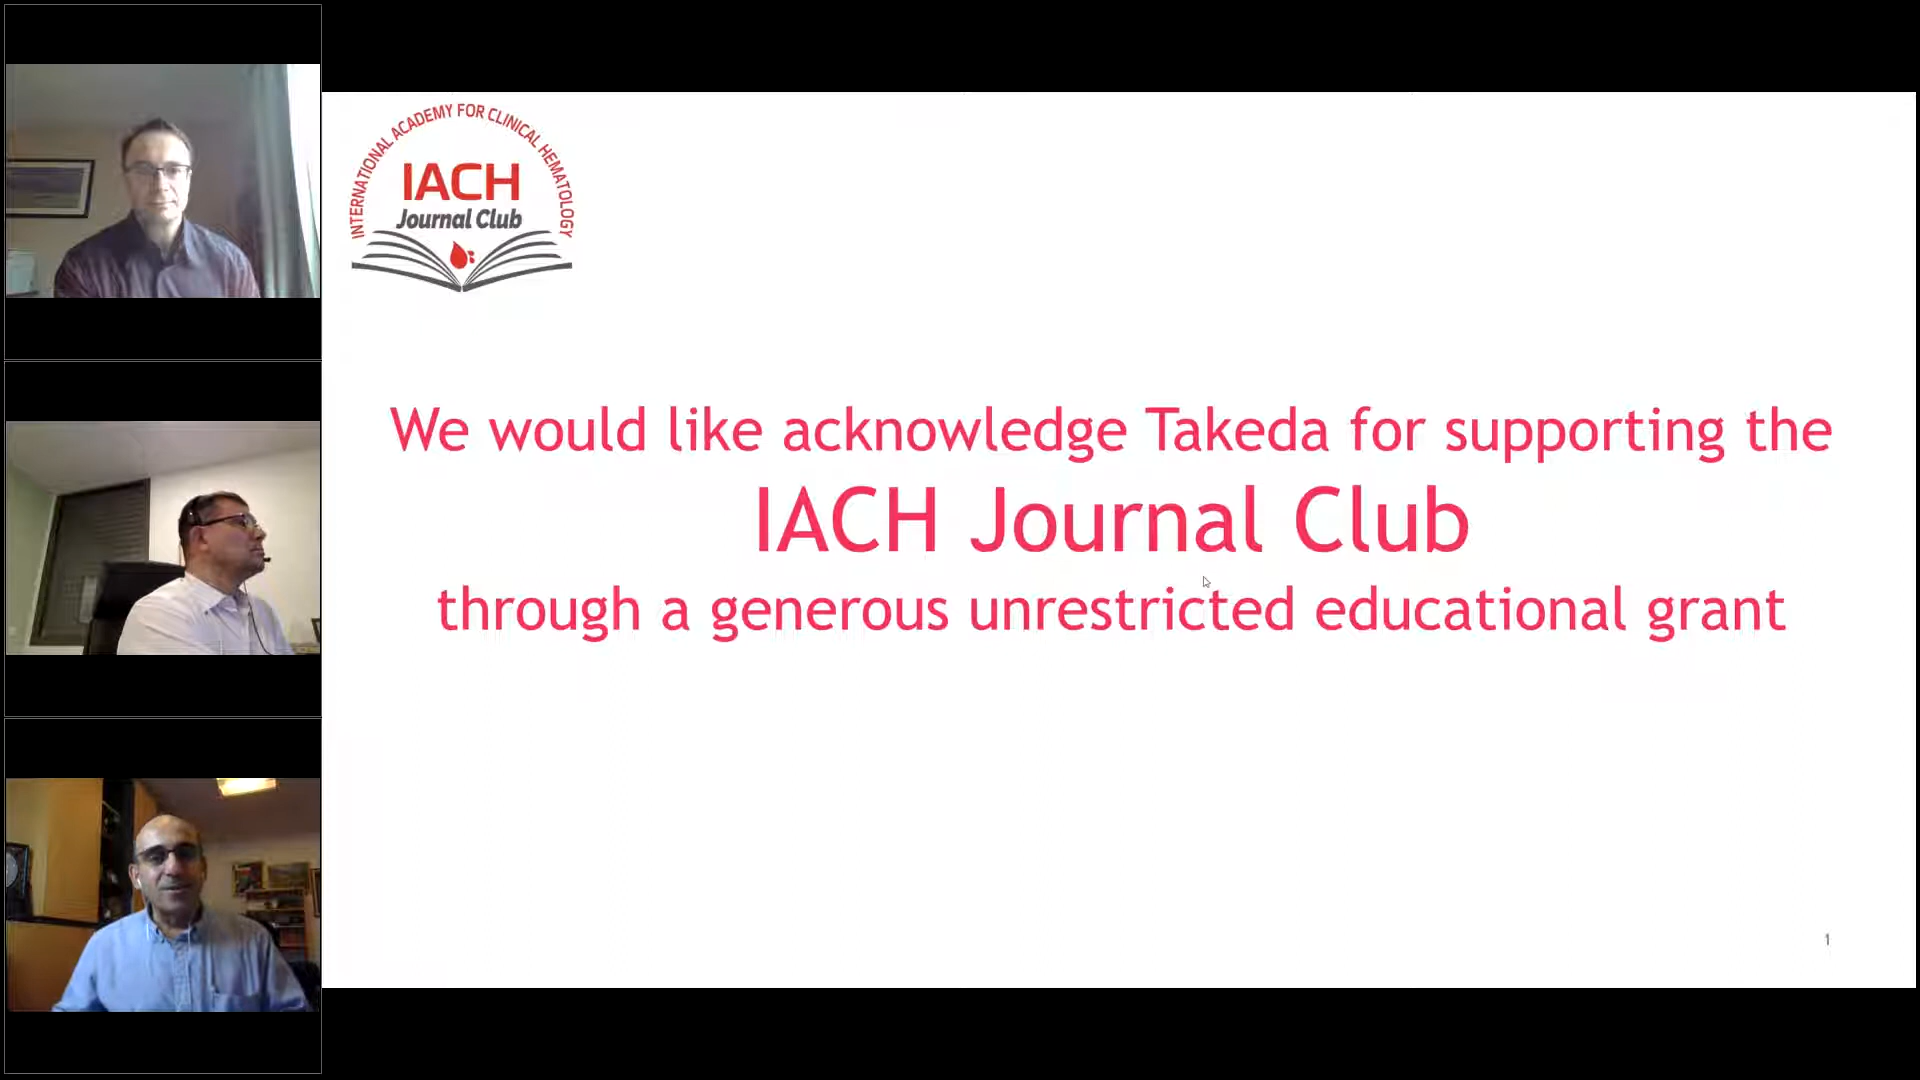 INTERNATIONAL ACADEMY FOR CLINICAL HEMATOLOGY
IACH
Journal Club
We would like acknowledge Takeda for supporting the
IACH Journal Club
through a generous unrestricted educational grant
1